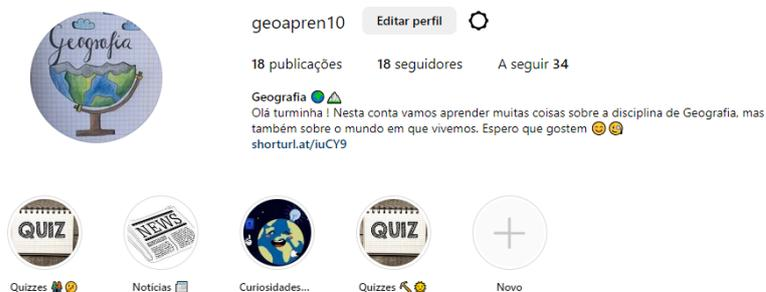 Geografia
geoapren10
Editar perfil
18 publicações
18 seguidores
A seguir 34
Geografia 🌍⛰
Olá turminha ! Nesta conta vamos aprender muitas coisas sobre a disciplina de Geografia, mas
também sobre o mundo em que vivemos. Espero que gostem 😊🧐
shorturl.at/iuCY9
QUIZ
NEWS
QUIZ
Quizzes
Notícias
Curiosidades...
Quizzes
Novo